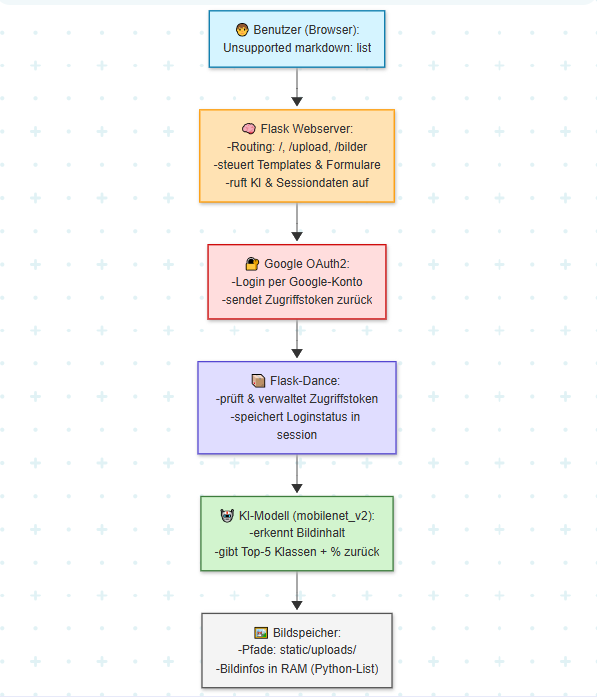 Benutzer (Browser):
Unsupported markdown: list
Flask Webserver:
-Routing: /, /upload, /bilder
-steuert Templates & Formulare
-ruft KI & Sessiondaten auf
Google OAuth2:
-Login per Google-Konto
-sendet Zugriffstoken zurück
Flask-Dance:
-prüft & verwaltet Zugriffstoken
-speichert Loginstatus in
session
KI-Modell (mobilenet_v2):
-erkennt Bildinhalt
-gibt Top-5 Klassen + % zurück
Bildspeicher:
-Pfade: static/uploads/
-Bildinfos in RAM (Python-List)